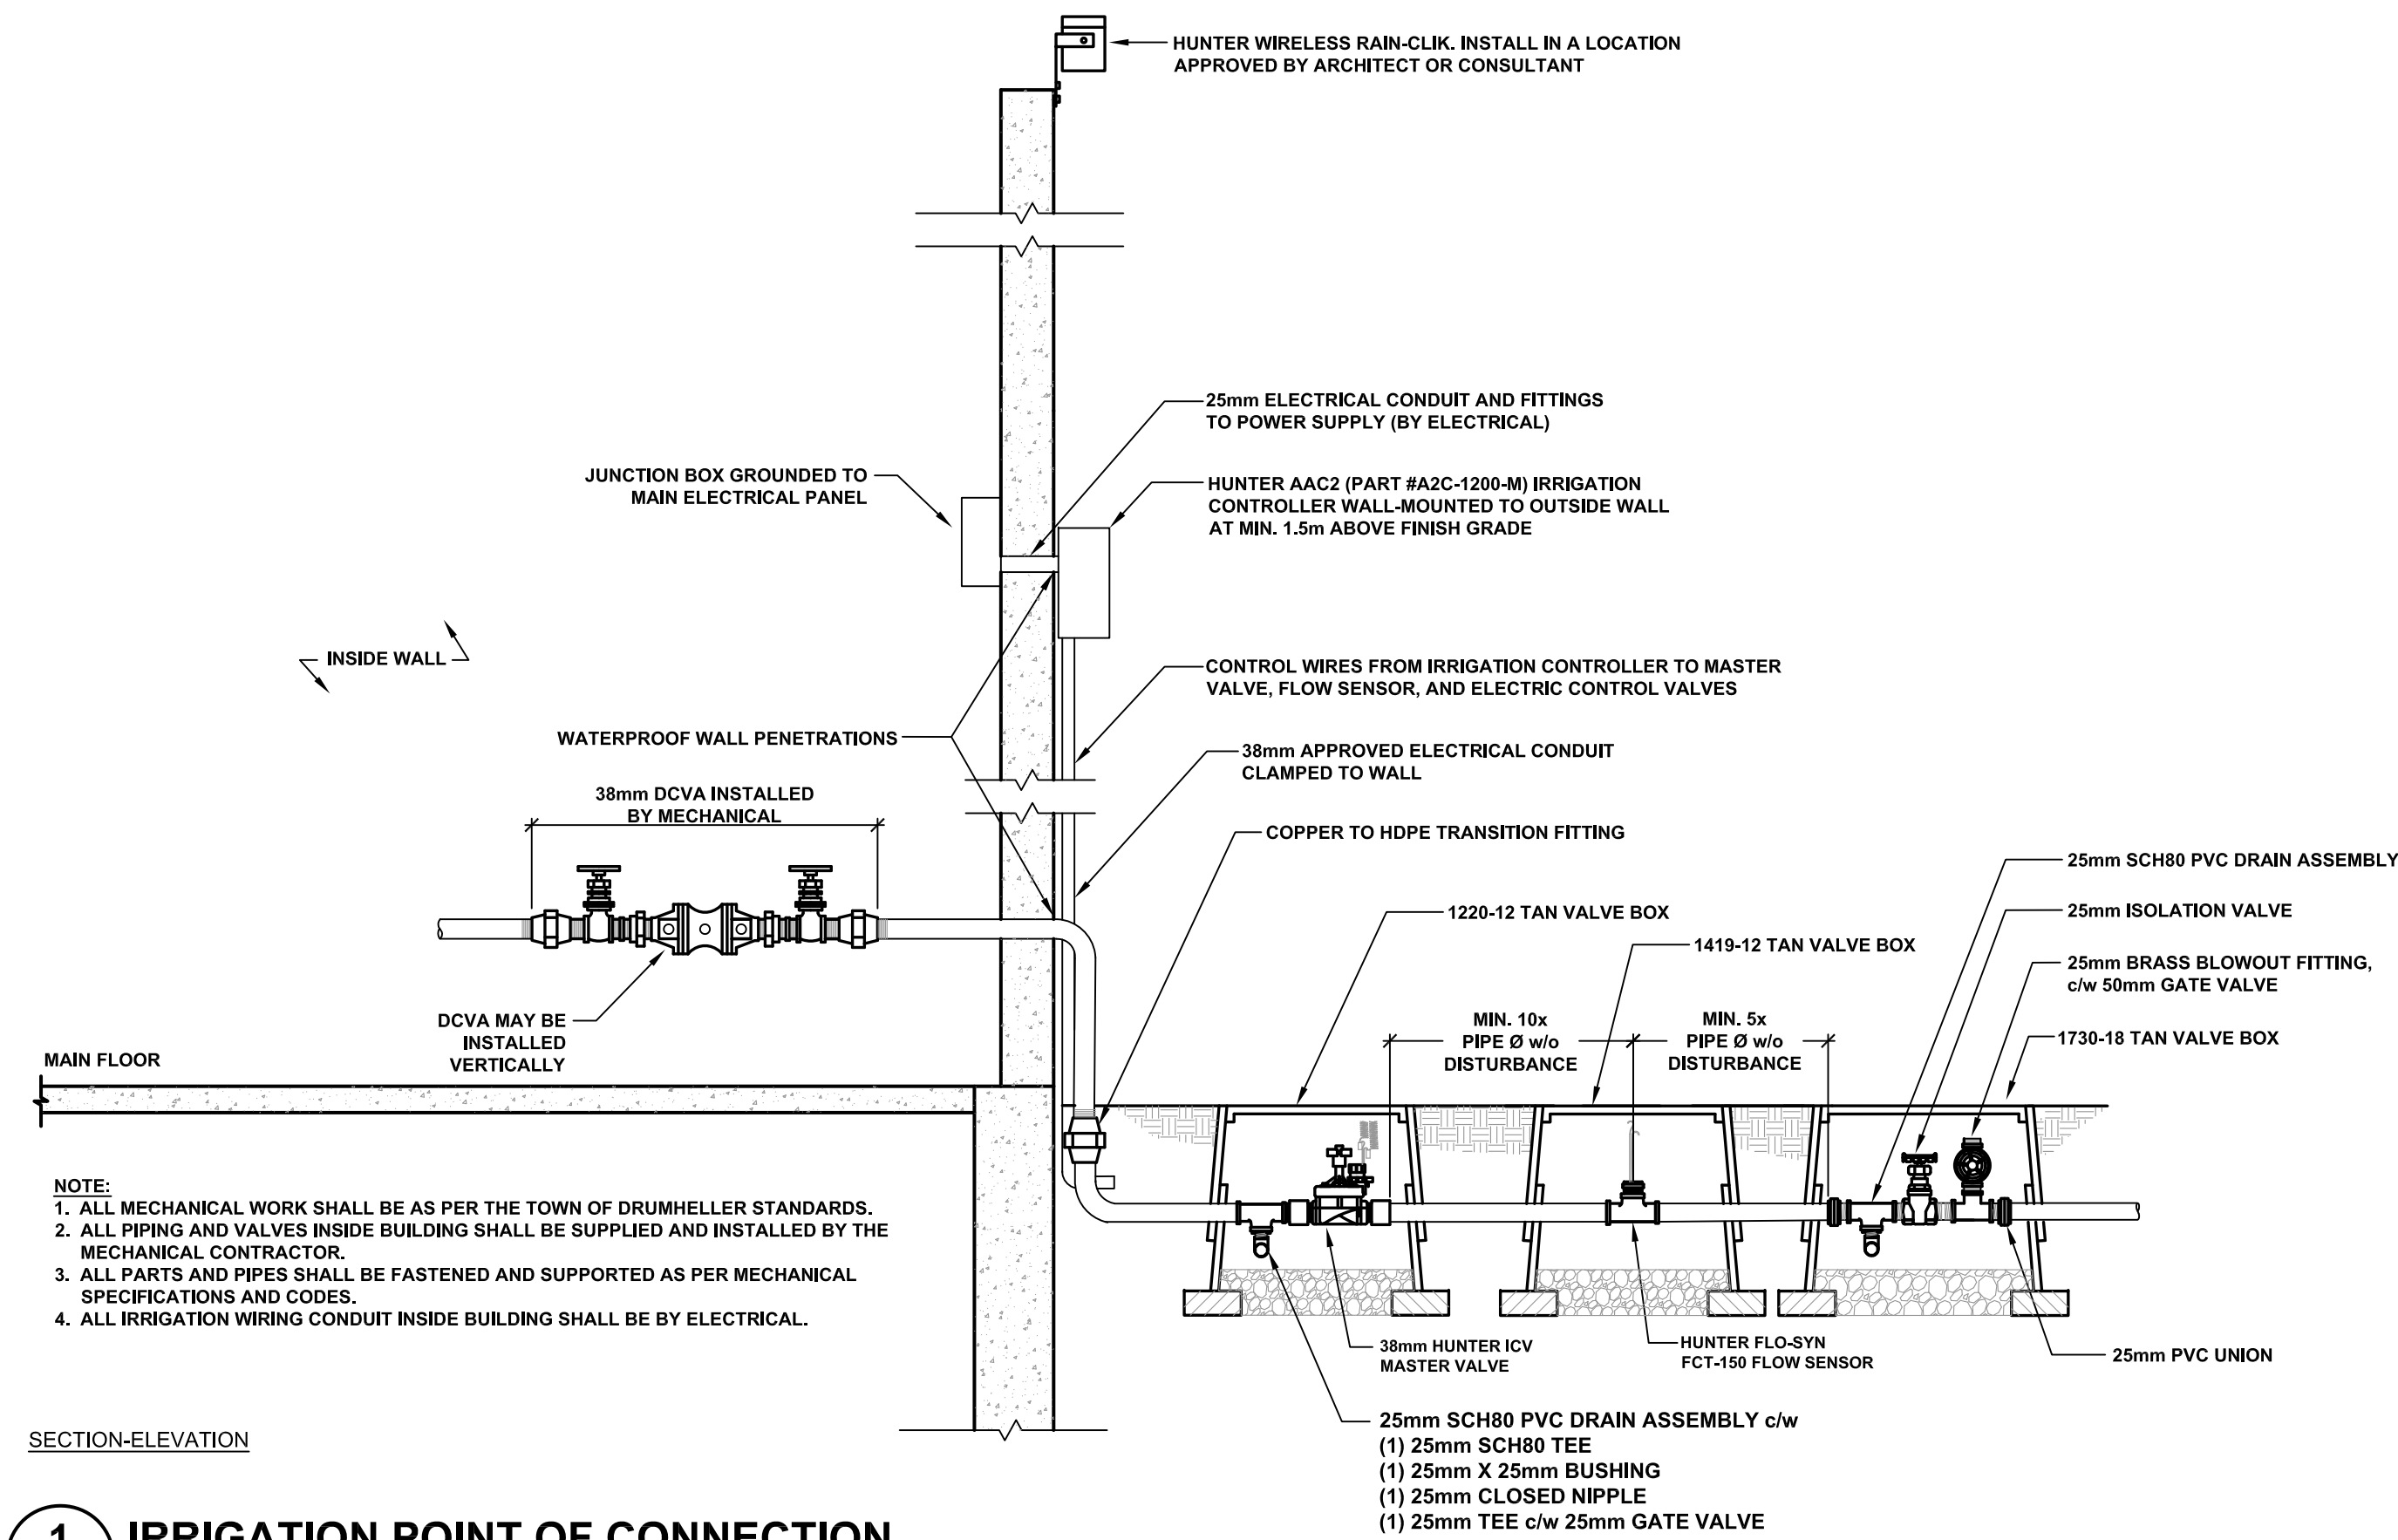 HUNTER WIRELESS RAIN-CLIK. INSTALL IN A LOCATION
APPROVED BY ARCHITECT OR CONSULTANT
25mm ELECTRICAL CONDUIT AND FITTINGS
TO POWER SUPPLY (BY ELECTRICAL)
JUNCTION BOX GROUNDED TO
MAIN ELECTRICAL PANEL
HUNTER AAC2 (PART #A2C-1200-M) IRRIGATION
CONTROLLER WALL-MOUNTED TO OUTSIDE WALL
AT MIN. 1.5m ABOVE FINISH GRADE
INSIDE WALL
CONTROL WIRES FROM IRRIGATION CONTROLLER TO MASTER
VALVE, FLOW SENSOR, AND ELECTRIC CONTROL VALVES
WATERPROOF WALL PENETRATIONS
38mm APPROVED ELECTRICAL CONDUIT
CLAMPED TO WALL
38mm DCVA INSTALLED
BY MECHANICAL
COPPER TO HDPE TRANSITION FITTING
25mm SCH80 PVC DRAIN ASSEMBLY
1220-12 TAN VALVE BOX
25mm ISOLATION VALVE
1419-12 TAN VALVE BOX
25mm BRASS BLOWOUT FITTING,
c/w 50mm GATE VALVE
DCVA MAY BE
INSTALLED
VERTICALLY
MIN. 10x
PIPE Ø w/o
DISTURBANCE
MIN. 5x
PIPE Ø w/o
DISTURBANCE
1730-18 TAN VALVE BOX
MAIN FLOOR
NOTE:
1. ALL MECHANICAL WORK SHALL BE AS PER THE TOWN OF DRUMHELLER STANDARDS.
2. ALL PIPING AND VALVES INSIDE BUILDING SHALL BE SUPPLIED AND INSTALLED BY THE
MECHANICAL CONTRACTOR.
3. ALL PARTS AND PIPES SHALL BE FASTENED AND SUPPORTED AS PER MECHANICAL
SPECIFICATIONS AND CODES.
4. ALL IRRIGATION WIRING CONDUIT INSIDE BUILDING SHALL BE BY ELECTRICAL.
38mm HUNTER ICV
MASTER VALVE
HUNTER FLO-SYN
FCT-150 FLOW SENSOR
25mm PVC UNION
25mm SCH80 PVC DRAIN ASSEMBLY c/w
(1) 25mm SCH80 TEE
(1) 25mm X 25mm BUSHING
(1) 25mm CLOSED NIPPLE
(1) 25mm TEE c/w 25mm GATE VALVE
SECTION-ELEVATION
1
IRRIGATION POINT OF CONNECTION